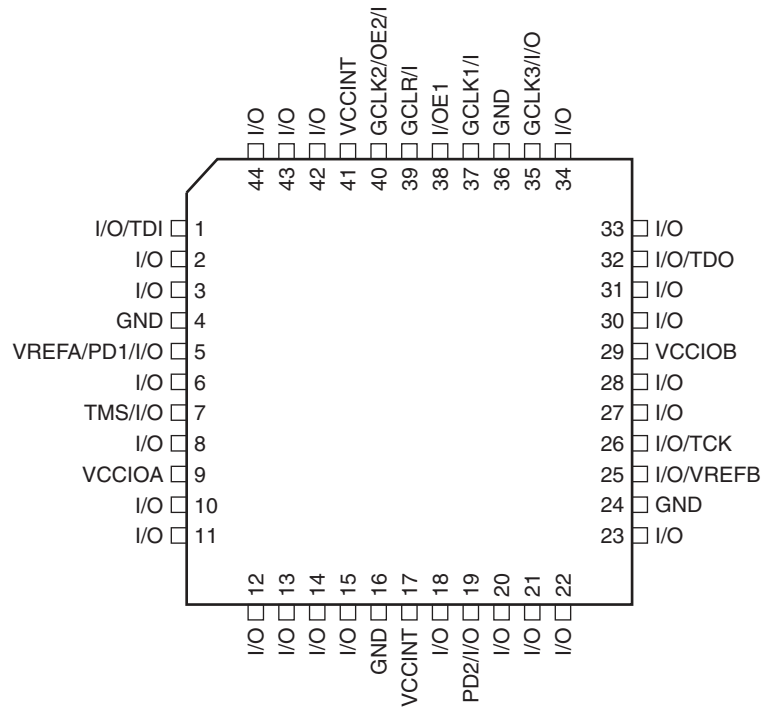 I/O
I/O
I/O
VCCINT
GCLK2/OE2/I
GCLR/I
I/OE1
GCLK1/I
GND
GCLK3/I/O
I/O
44
43
42
41
40
39
38
37
36
35
34
I/O/TDI 1
I/O 2
I/O 3
GND 4
VREFA/PD1/I/O 5
I/O 6
TMS/I/O 7
I/O 8
VCCIOA 9
I/O 10
I/O 11
33 I/O
32 I/O/TDO
31 I/O
30 I/O
29 VCCIOB
28 I/O
27 I/O
26 I/O/TCK
25 I/O/VREFB
24 GND
23 I/O
12
13
14
15
16
17
18
19
20
21
22
I/O
I/O
I/O
I/O
GND
VCCINT
I/O
PD2/I/O
I/O
I/O
I/O